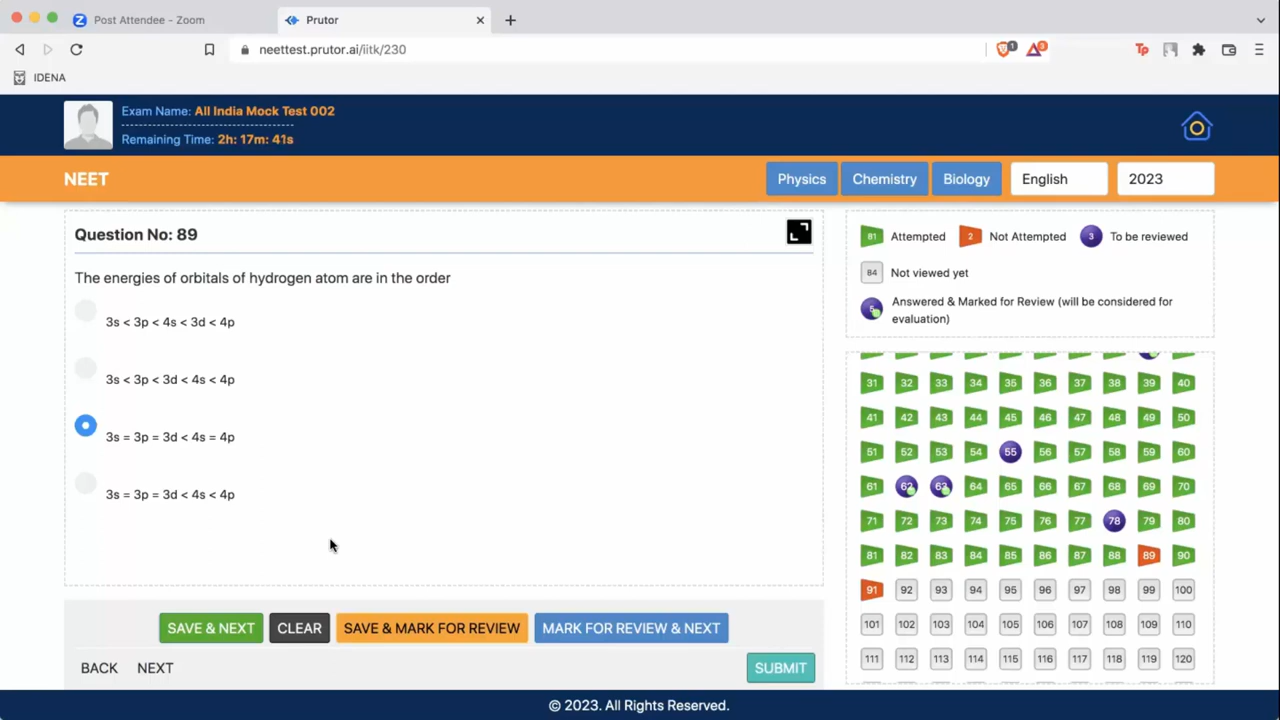 Post Attendee - Zoom
Prutor
neettest.prutor.ai/iitk/230
1
3
Tp
IDENA
Exam Name: All India Mock Test 002
Remaining Time: 2h: 17m: 41s
NEET
Physics
Chemistry
Biology
English
2023
Question No: 89
The energies of orbitals of hydrogen atom are in the order
3s < 3p < 4s < 3d < 4p
3s < 3p < 3d < 4s < 4p
3s = 3p = 3d < 4s = 4p
3s = 3p = 3d < 4s < 4p
SAVE & NEXT
CLEAR
SAVE & MARK FOR REVIEW
MARK FOR REVIEW & NEXT
BACK
NEXT
SUBMIT
81 Attempted
2 Not Attempted
3 To be reviewed
84 Not viewed yet
5 Answered & Marked for Review (will be considered for
evaluation)
31 32 33 34 35 36 37 38 39 40
41 42 43 44 45 46 47 48 49 50
51 52 53 54 55 56 57 58 59 60
61 62 63 64 65 66 67 68 69 70
71 72 73 74 75 76 77 78 79 80
81 82 83 84 85 86 87 88 89 90
91 92 93 94 95 96 97 98 99 100
101 102 103 104 105 106 107 108 109 110
111 112 113 114 115 116 117 118 119 120
© 2023. All Rights Reserved.